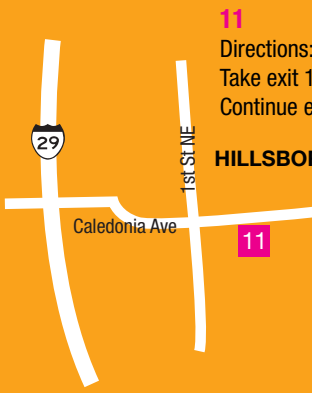 11
Directions:
Take exit 1
Continue e
HILLSBO
29
1st St NE
Caledonia Ave
11